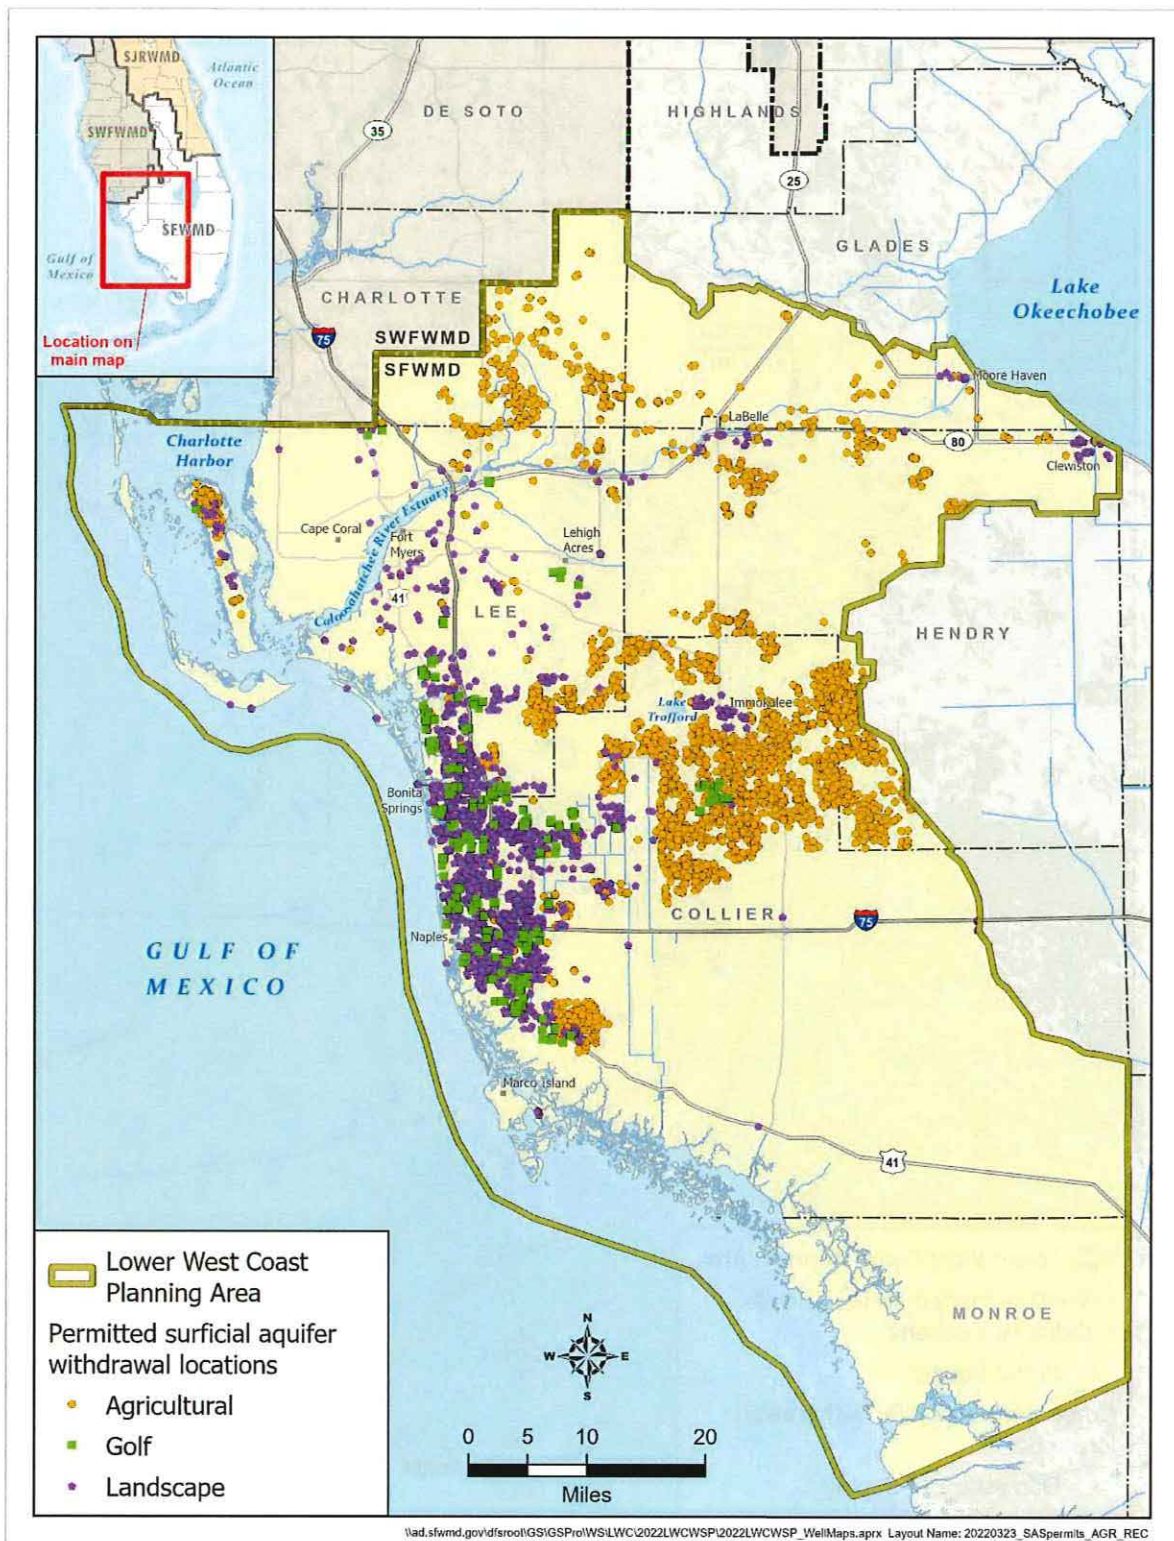 SJRWMD
Atlantic
Ocean
SWFWMD
SFWMD
Gulf of
Mexico
Location on
main map
DE SOTO
HIGHLANDS
35
25
GLADES
CHARLOTTE
Lake
Okeechobee
75
SWFWMD
SFWMD
Moore Haven
LaBelle
80
Clewiston
Charlotte
Harbor
Cape Coral
Fort
Myers
Caloosahatchee River Estuary
Lehigh
Acres
41
LEE
HENDRY
Lake
Trafford
Immokalee
Bonita
Springs
COLLIER
75
Naples
GULF OF
MEXICO
Marco Island
41
MONROE
Lower West Coast
Planning Area
Permitted surficial aquifer
withdrawal locations
Agricultural
Golf
Landscape
N
W E
S
0 5 10 20
Miles
\\ad.sfwmd.gov\dfsroot\GS\GSPro\WS\LWC\2022LWCWSP\2022LWCWSP_WellMaps.aprx Layout Name: 20220323_SASpermits_AGR_REC